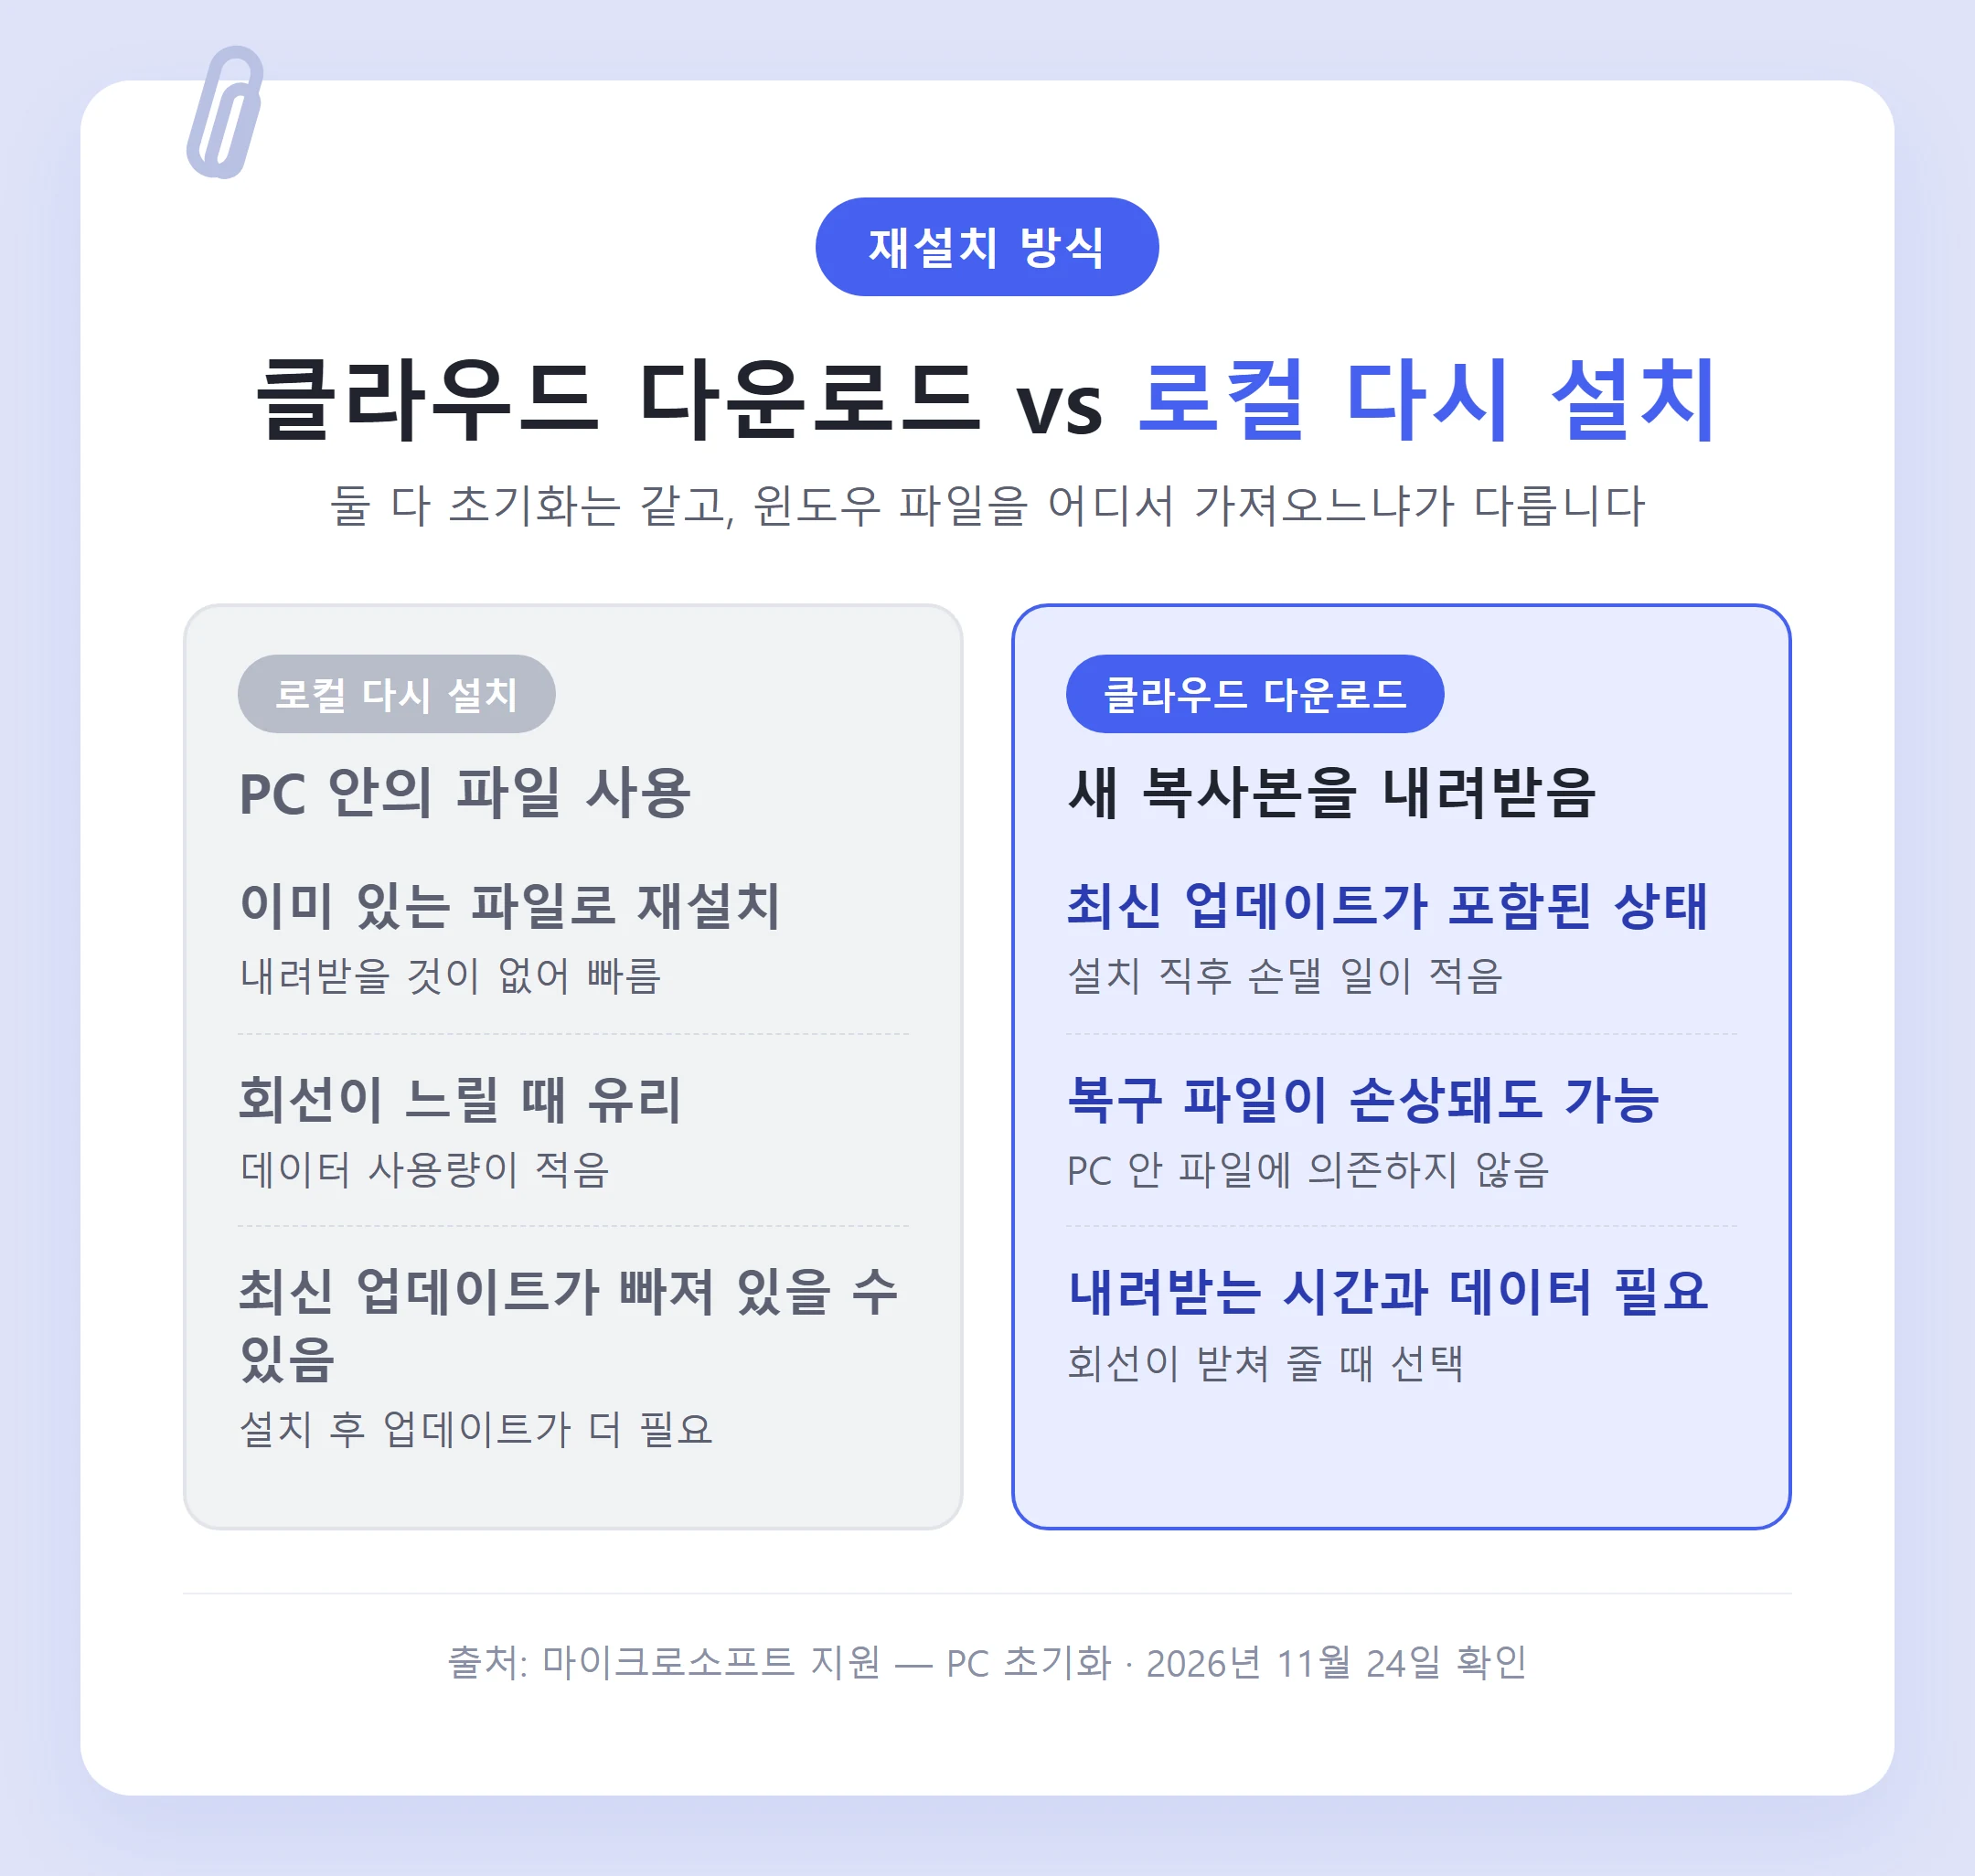 재설치 방식
클라우드 다운로드 vs 로컬 다시 설치
둘 다 초기화는 같고, 윈도우 파일을 어디서 가져오느냐가 다릅니다
로컬 다시 설치
PC 안의 파일 사용
이미 있는 파일로 재설치
내려받을 것이 없어 빠름
회선이 느릴 때 유리
데이터 사용량이 적음
최신 업데이트가 빠져 있을 수
있음
설치 후 업데이트가 더 필요
클라우드 다운로드
새 복사본을 내려받음
최신 업데이트가 포함된 상태
설치 직후 손댈 일이 적음
복구 파일이 손상돼도 가능
PC 안 파일에 의존하지 않음
내려받는 시간과 데이터 필요
회선이 받쳐 줄 때 선택
출처: 마이크로소프트 지원 — PC 초기화 · 2026년 11월 24일 확인